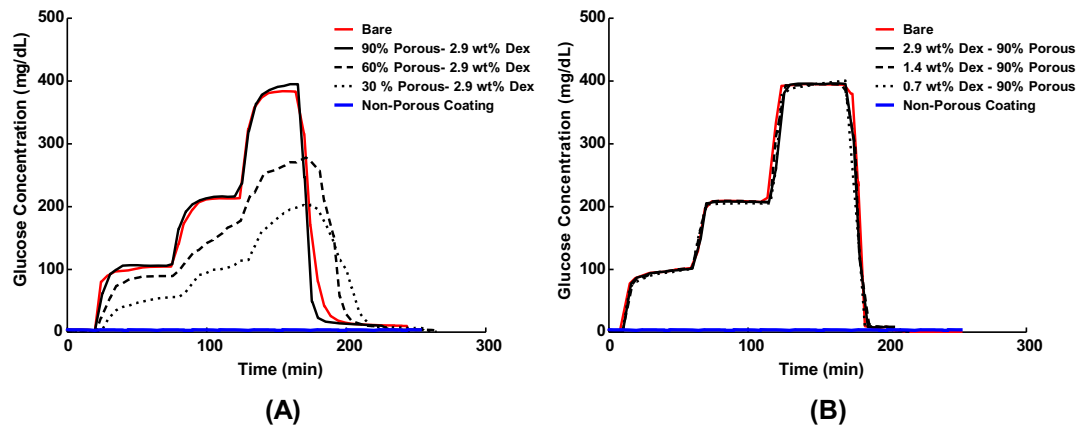 500
400
300
200
100
0
Glucose Concentration (mg/dL)
Bare
90% Porous- 2.9 wt% Dex
60% Porous- 2.9 wt% Dex
30 % Porous- 2.9 wt% Dex
Non-Porous Coating
0 100 200 300
Time (min)
(A)
500
400
300
200
100
0
Glucose Concentration (mg/dL)
Bare
2.9 wt% Dex - 90% Porous
1.4 wt% Dex - 90% Porous
0.7 wt% Dex - 90% Porous
Non-Porous Coating
0 100 200 300
Time (min)
(B)